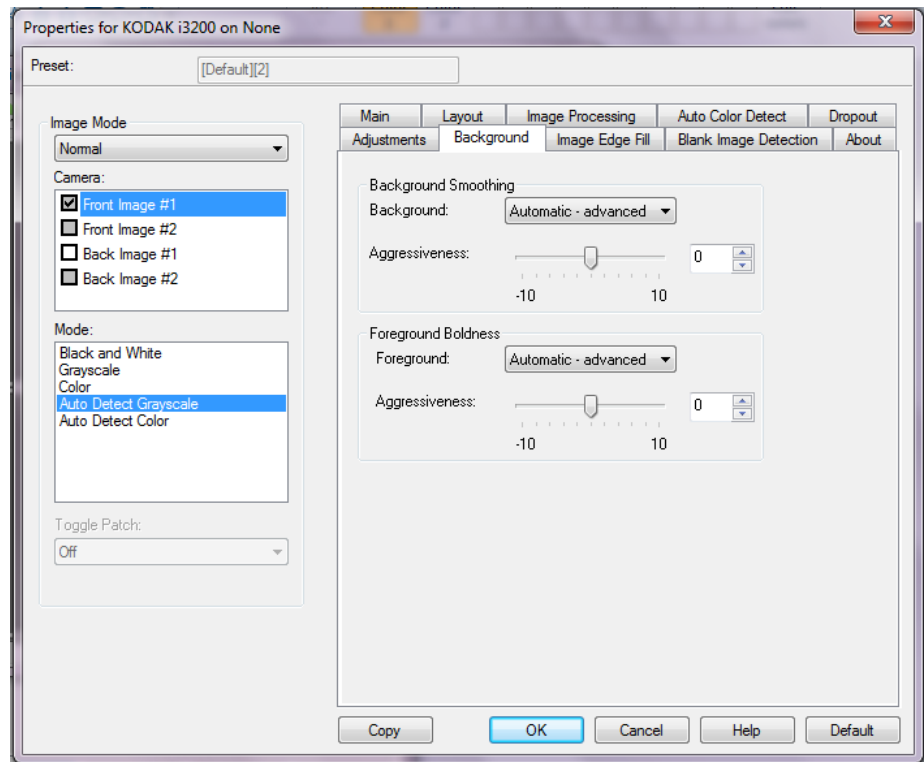 Properties for KODAK i3200 on None
Preset:
[Default][2]
Image Mode
Normal
Camera:
Front Image #1
Front Image #2
Back Image #1
Back Image #2
Mode:
Black and White
Grayscale
Color
Auto Detect Grayscale
Auto Detect Color
Toggle Patch:
Off
Main Layout Image Processing Auto Color Detect Dropout
Adjustments Background Image Edge Fill Blank Image Detection About
Background Smoothing
Background: Automatic - advanced
Aggressiveness: 0
-10 10
Foreground Boldness
Foreground: Automatic - advanced
Aggressiveness: 0
-10 10
Copy OK Cancel Help Default